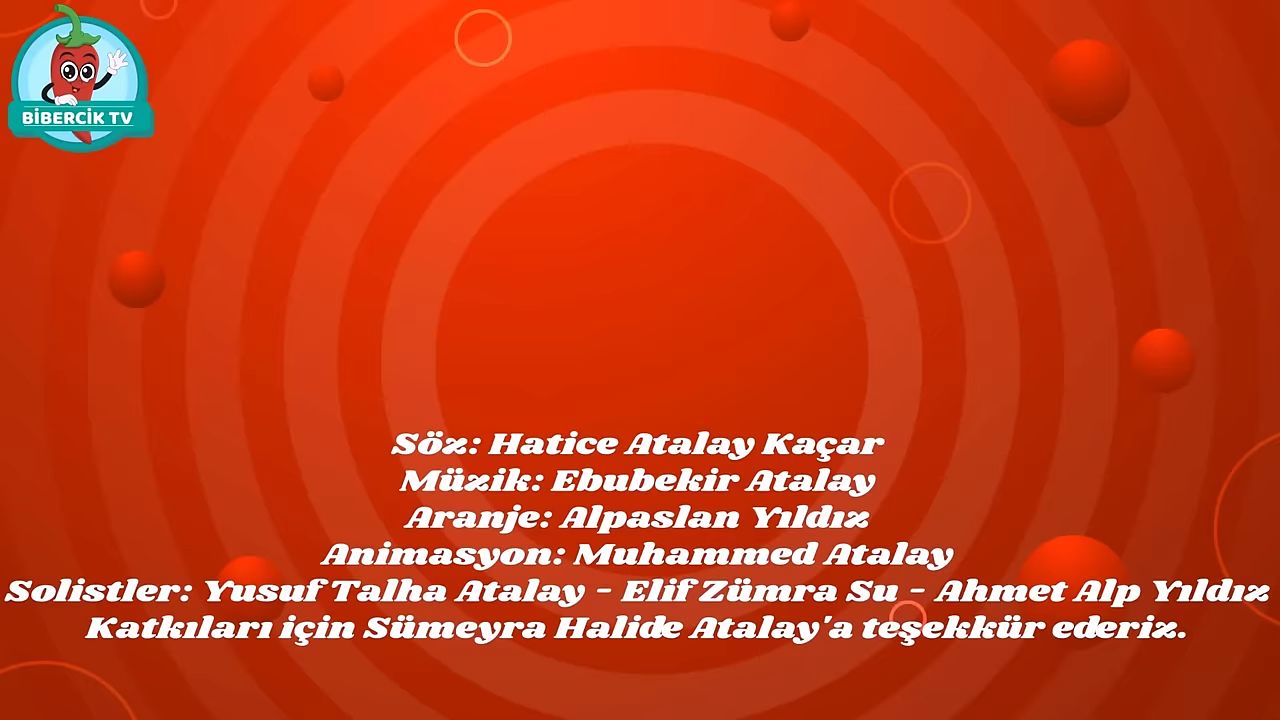 BİBERCİK TV
Söz: Hatice Atalay Kaçar
Müzik: Ebubekir Atalay
Aranje: Alpaslan Yıldız
Animasyon: Muhammed Atalay
Solistler: Yusuf Talha Atalay - Elif Zümra Su - Ahmet Alp Yıldız
Katkıları için Sümeyra Halide Atalay'a teşekkür ederiz.